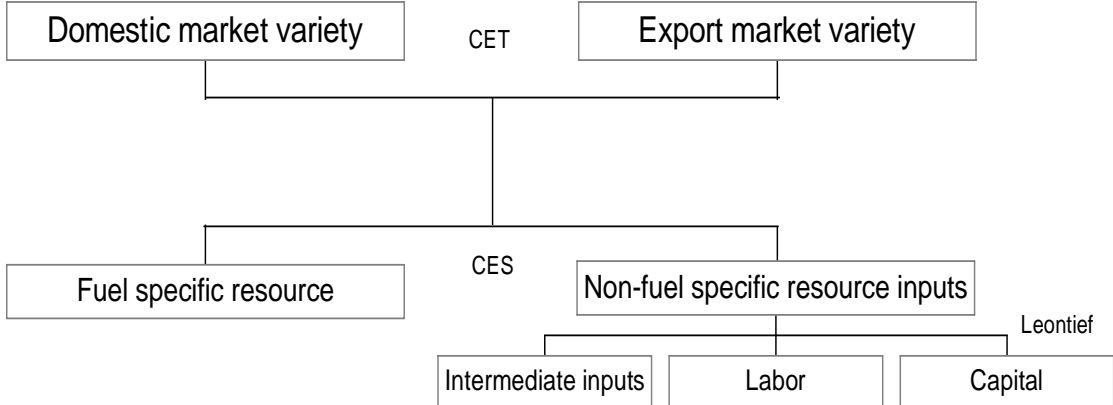 Domestic market variety
CET
Export market variety
Fuel specific resource
CES
Non-fuel specific resource inputs
Leontief
Intermediate inputs
Labor
Capital